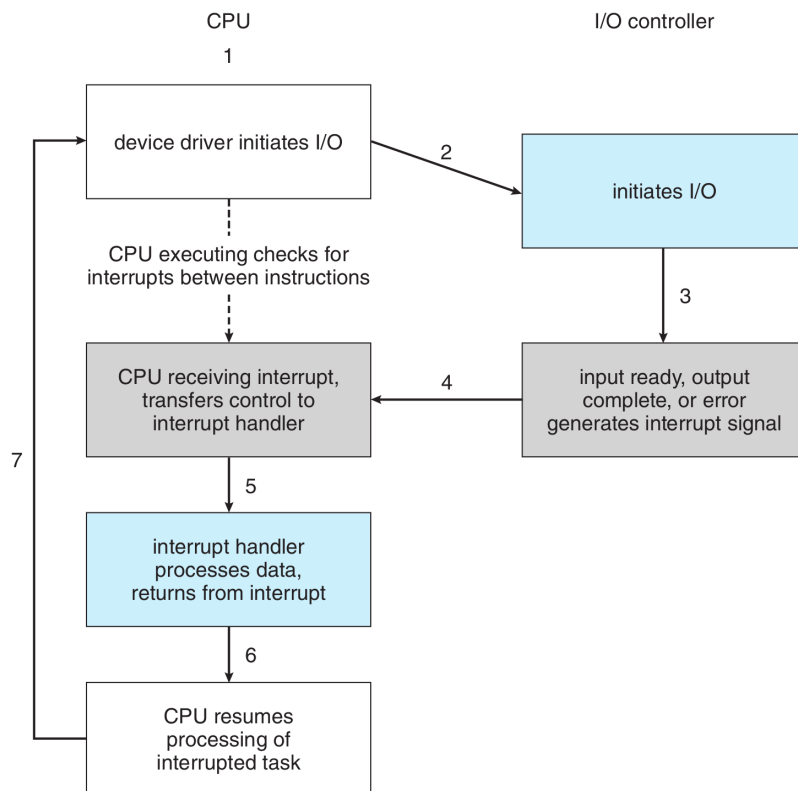 CPU
I/O controller
1
device driver initiates I/O
2
initiates I/O
CPU executing checks for
interrupts between instructions
3
CPU receiving interrupt,
transfers control to
interrupt handler
4
input ready, output
complete, or error
generates interrupt signal
7
5
interrupt handler
processes data,
returns from interrupt
6
CPU resumes
processing of
interrupted task